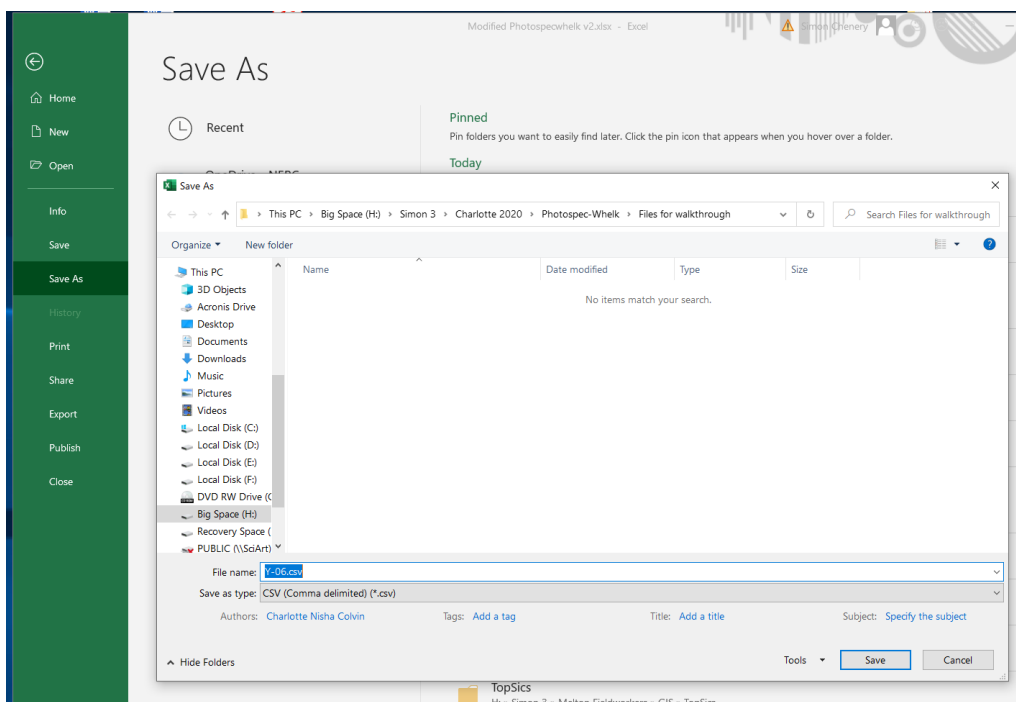 Modified Photospecwhelk v2.xlsx - Excel
Simon Chenery
Save As
Home
New
Open
Info
Save
Save As
History
Print
Share
Export
Publish
Close
Recent
Pinned
Pin folders you want to easily find later. Click the pin icon that appears when you hover over a folder.
Today
Save As
This PC > Big Space (H:) > Simon 3 > Charlotte 2020 > Photospec-Whelk > Files for walkthrough
Search Files for walkthrough
Organize New folder
Name Date modified Type Size
No items match your search.
This PC
3D Objects
Acronis Drive
Desktop
Documents
Downloads
Music
Pictures
Videos
Local Disk (C:)
Local Disk (D:)
Local Disk (E:)
Local Disk (F:)
DVD RW Drive (
Big Space (H:)
Recovery Space (
PUBLIC (\\SciArt)
File name: Y-06.csv
Save as type: CSV (Comma delimited) (*.csv)
Authors: Charlotte Nisha Colvin Tags: Add a tag Title: Add a title Subject: Specify the subject
Hide Folders
Tools Save Cancel
TopSics